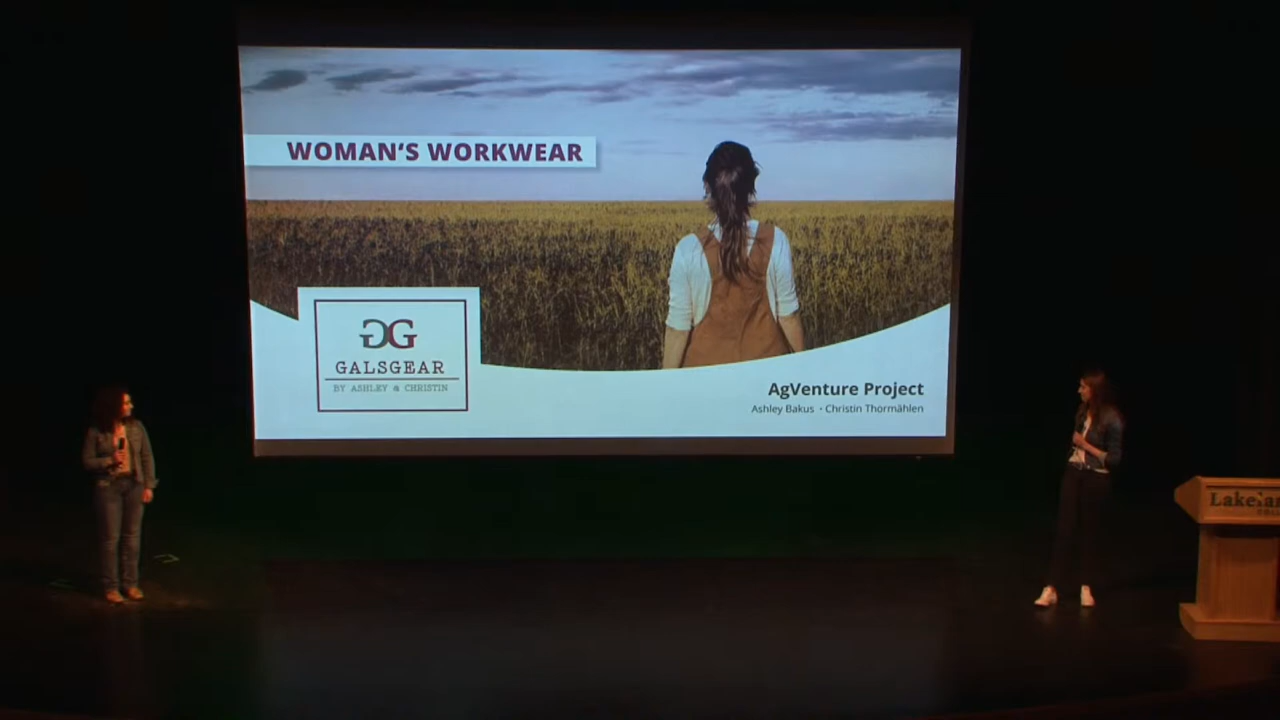 WOMAN‘S WORKWEAR
GG
GALSGEAR
BY ASHLEY & CHRISTIN
AgVenture Project
Ashley Bakus · Christin Thormählen